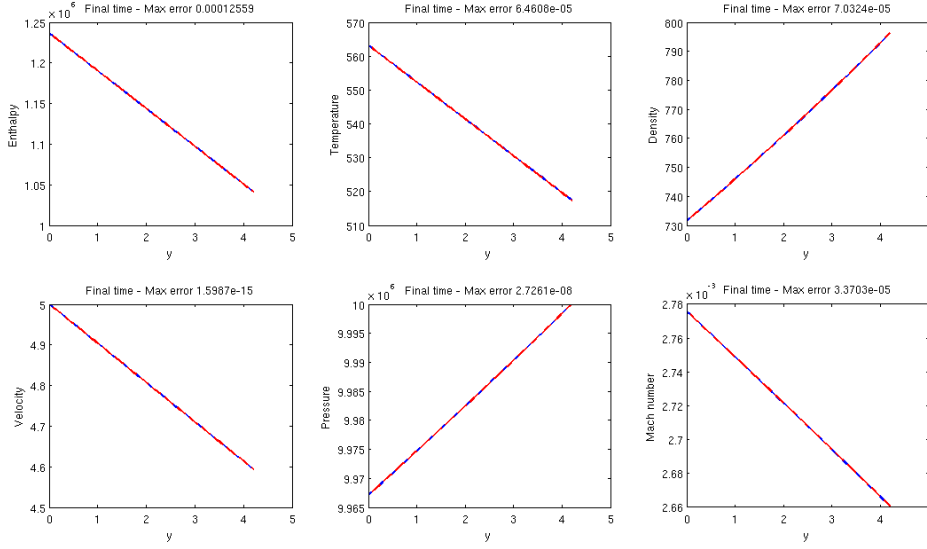 Final time - Max error 0.00012559
× 10^6
1.25
1.2
1.15
1.1
1.05
1
Enthalpy
0 1 2 3 4 5
y
Final time - Max error 6.4608e-05
570
560
550
540
530
520
510
Temperature
0 1 2 3 4 5
y
Final time - Max error 7.0324e-05
800
790
780
770
760
750
740
730
Density
0 1 2 3 4
y
Final time - Max error 1.5987e-15
5
4.9
4.8
4.7
4.6
4.5
Velocity
0 1 2 3 4 5
y
Final time - Max error 2.7261e-08
× 10^6
10
9.995
9.99
9.985
9.98
9.975
9.97
9.965
Pressure
0 1 2 3 4 5
y
Final time - Max error 3.3703e-05
× 10^-3
2.78
2.76
2.74
2.72
2.7
2.68
2.66
Mach number
0 1 2 3 4
y